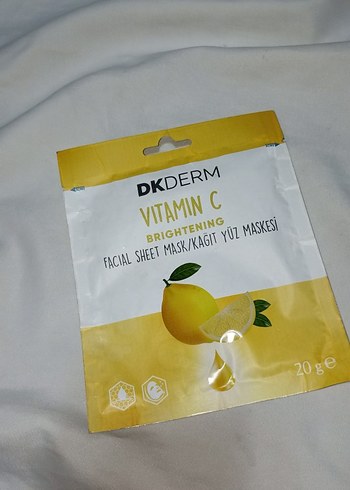 DKDERM
VITAMIN C
BRIGHTENING
FACIAL SHEET MASK/KAĞIT YÜZ MASKESİ
20 g℮